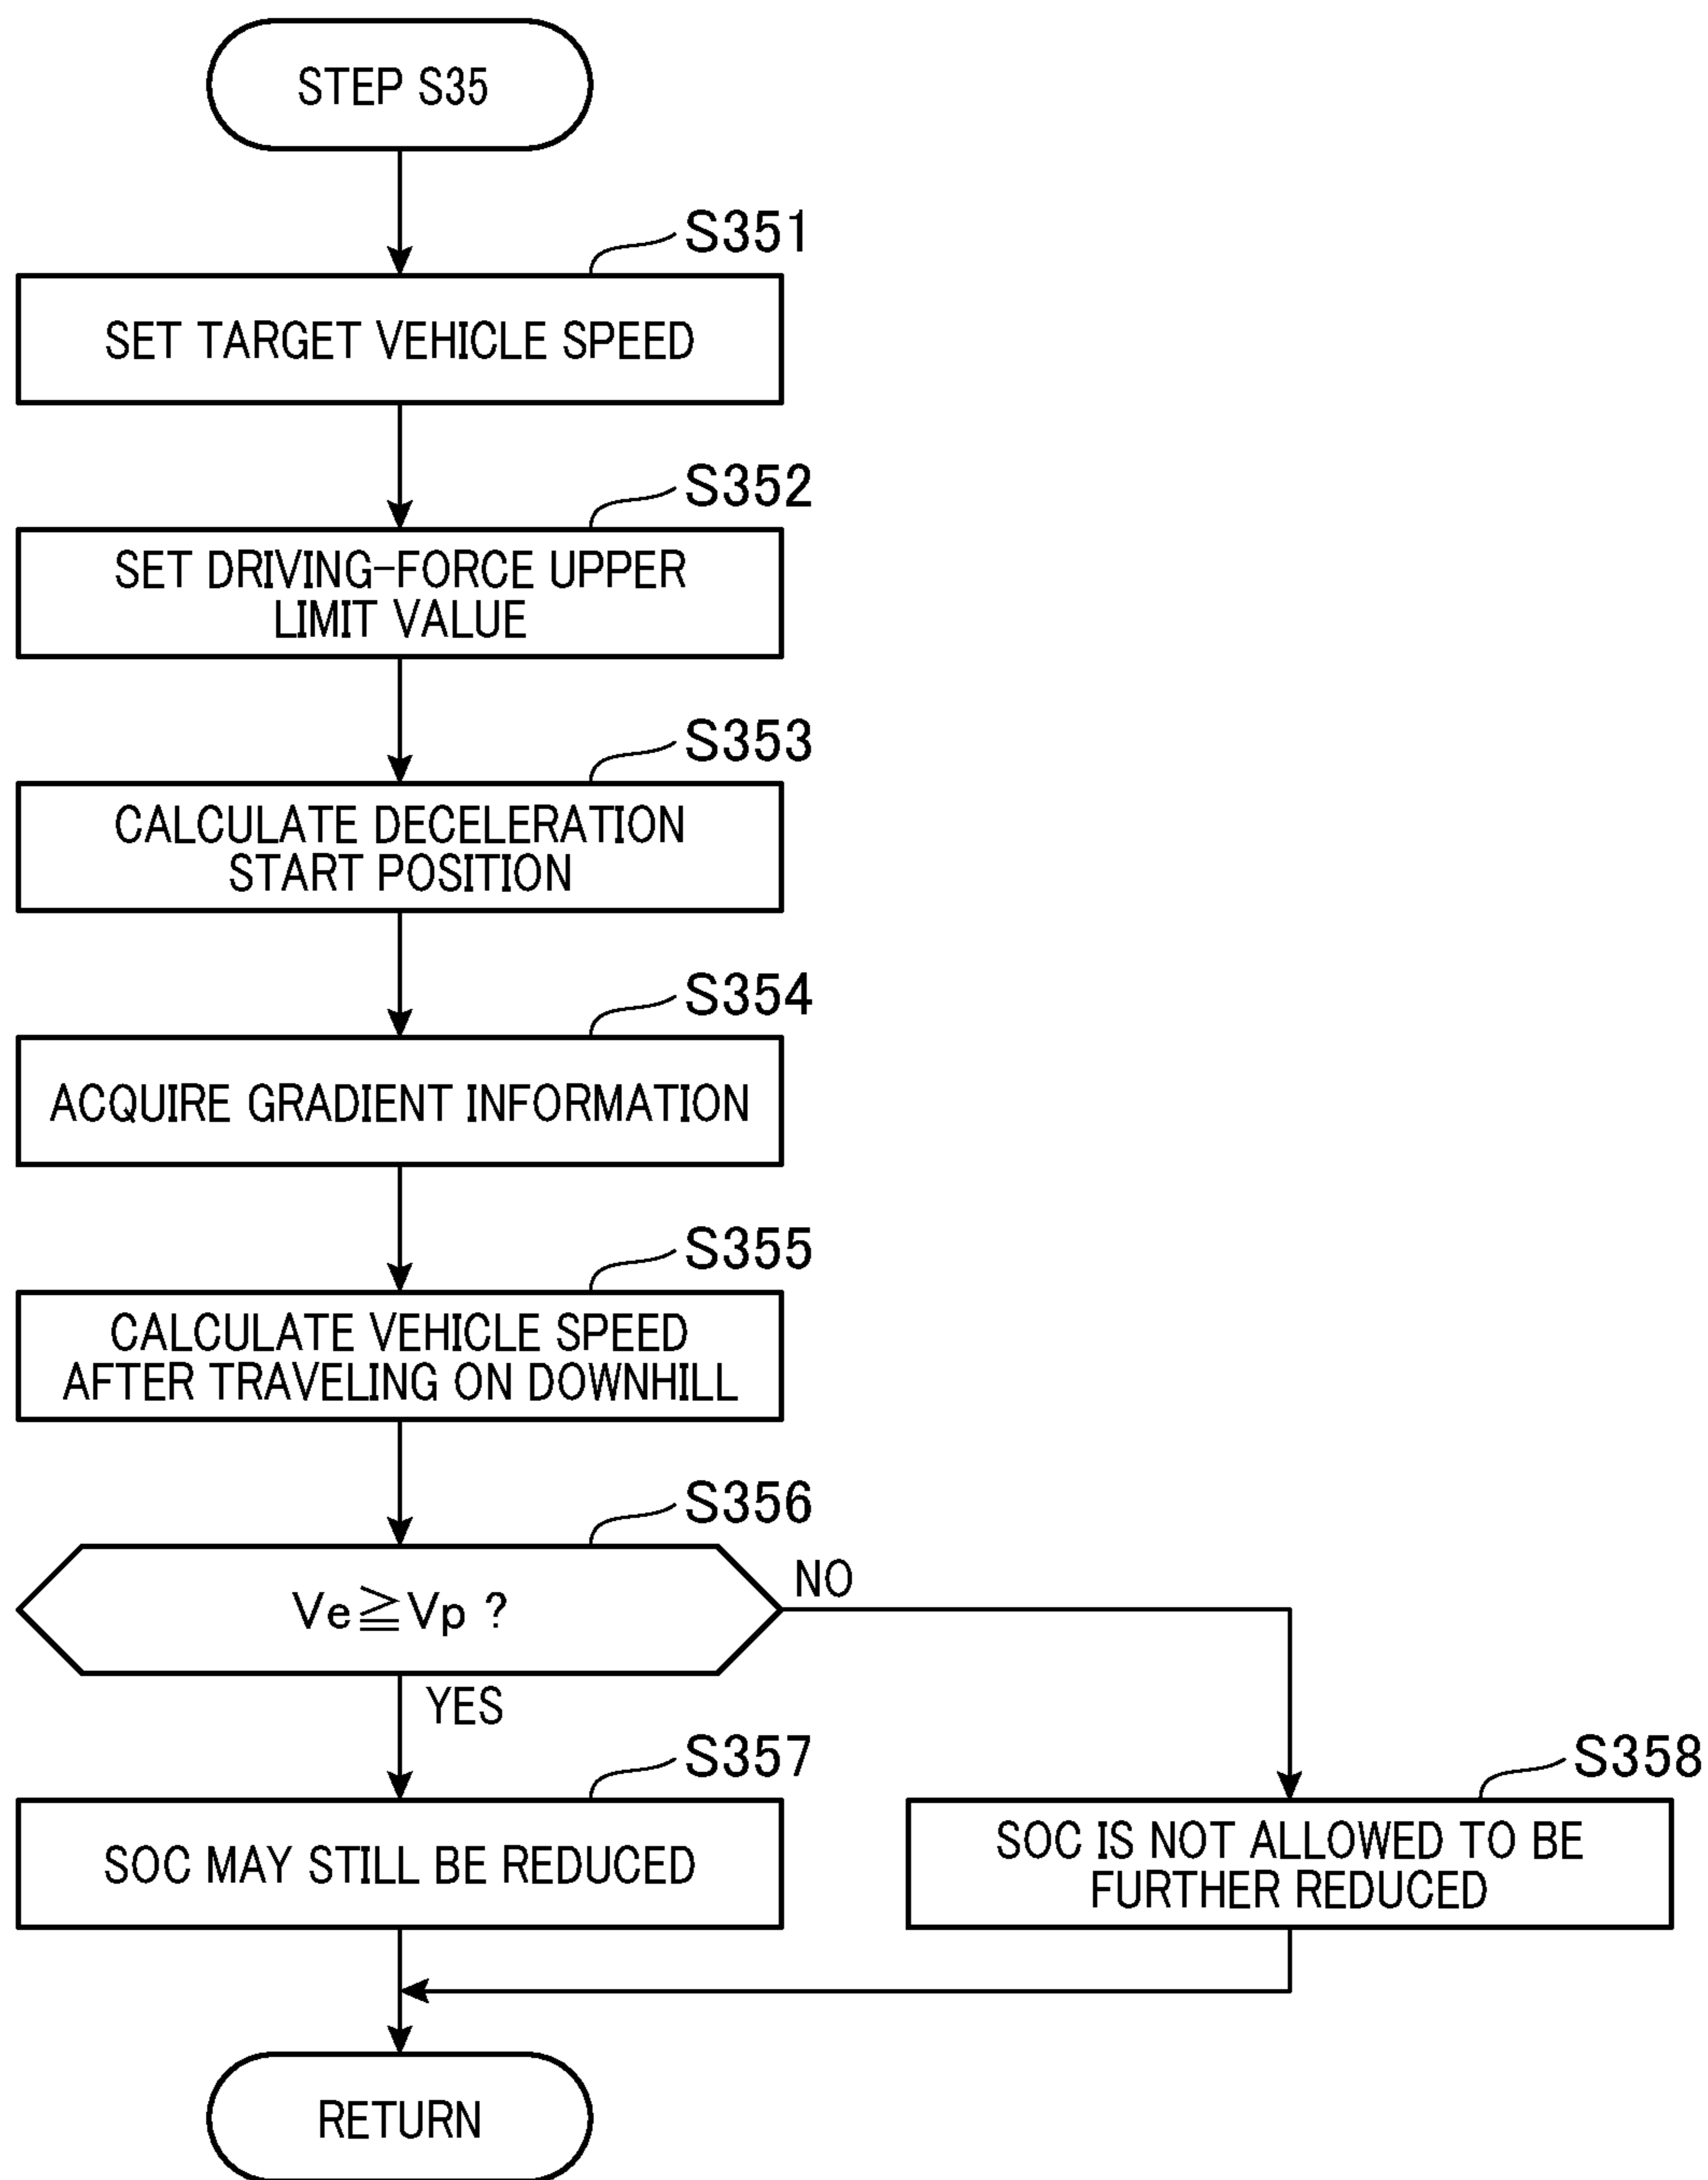 STEP S35
S351
SET TARGET VEHICLE SPEED
S352
SET DRIVING-FORCE UPPER
LIMIT VALUE
S353
CALCULATE DECELERATION
START POSITION
S354
ACQUIRE GRADIENT INFORMATION
S355
CALCULATE VEHICLE SPEED
AFTER TRAVELING ON DOWNHILL
S356
Ve≧Vp ?
NO
YES
S357
SOC MAY STILL BE REDUCED
S358
SOC IS NOT ALLOWED TO BE
FURTHER REDUCED
RETURN